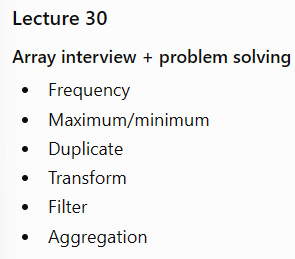 Lecture 30
Array interview + problem solving
• Frequency
• Maximum/minimum
• Duplicate
• Transform
• Filter
• Aggregation